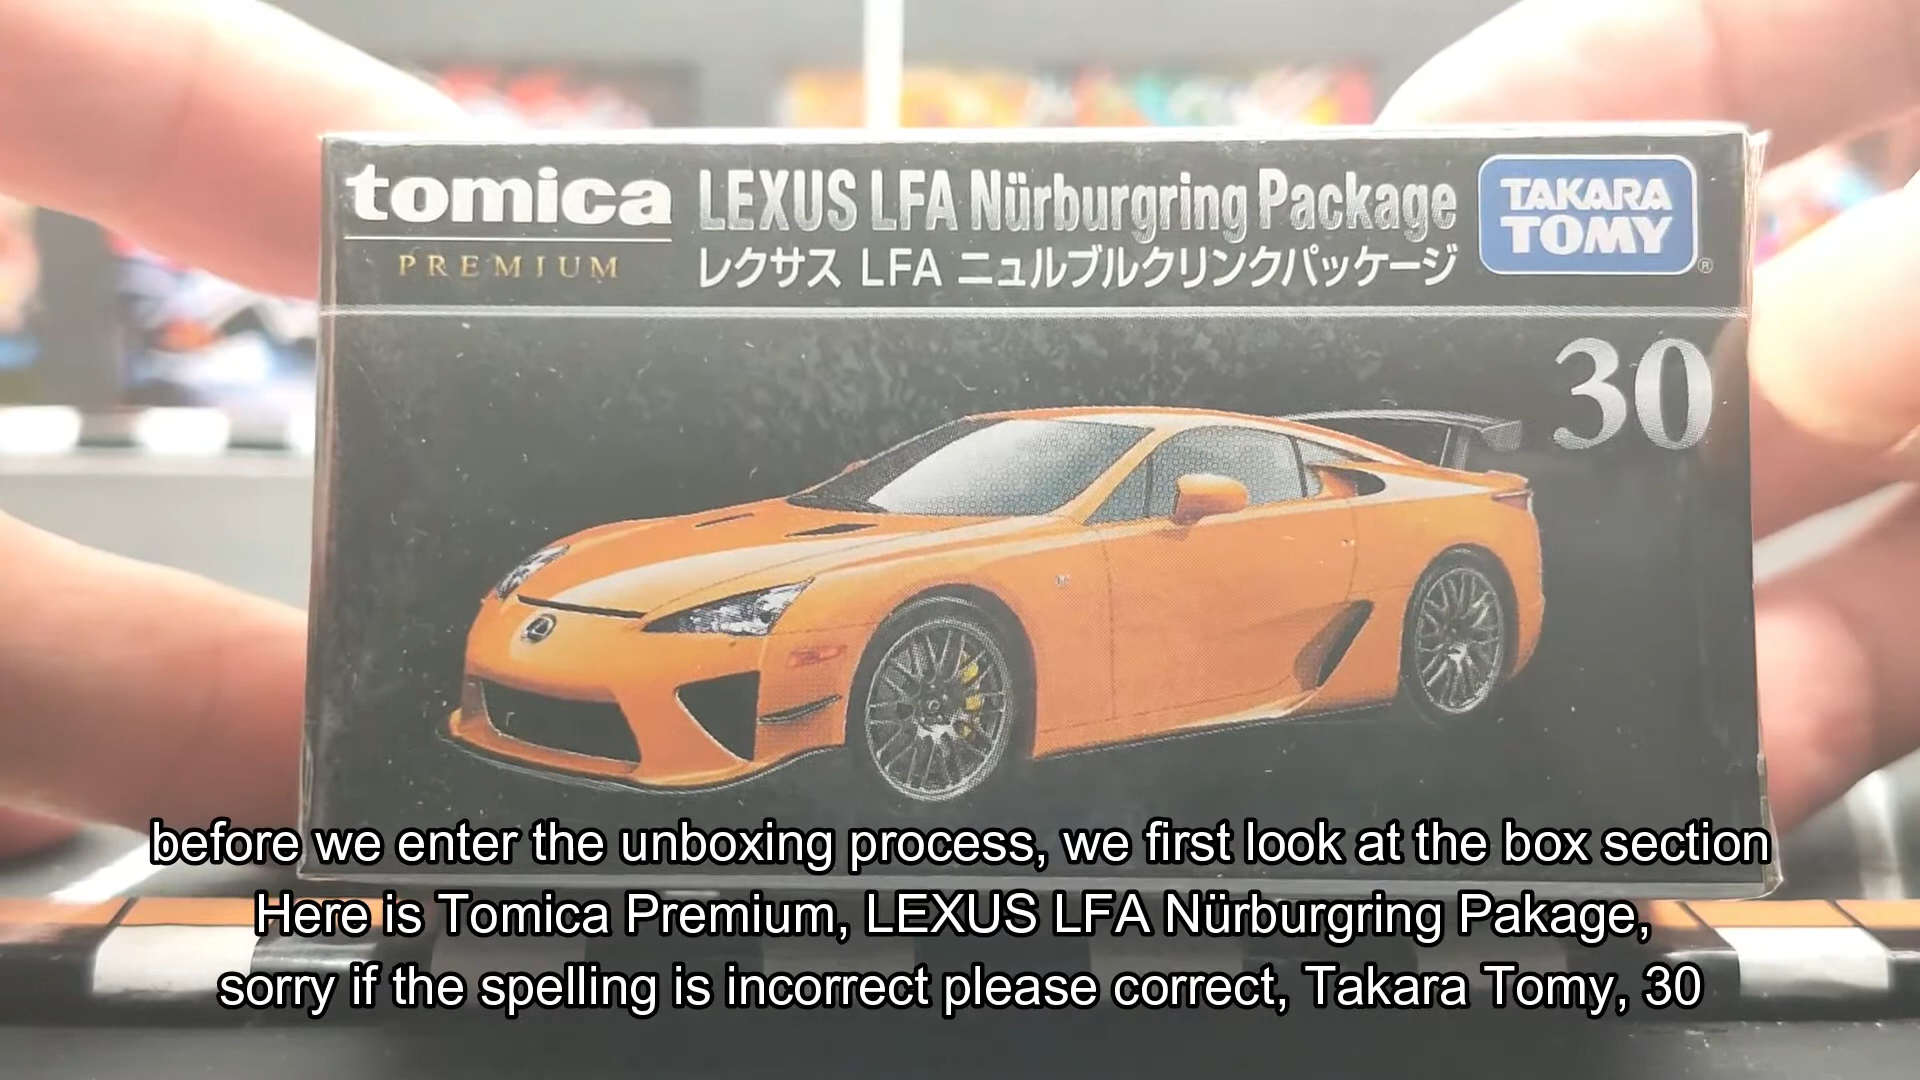 tomica
PREMIUM
LEXUS LFA Nürburgring Package
レクサス LFA ニュルブルクリンクパッケージ
TAKARA
TOMY
®
30
before we enter the unboxing process, we first look at the box section
Here is Tomica Premium, LEXUS LFA Nürburgring Pakage,
sorry if the spelling is incorrect please correct, Takara Tomy, 30